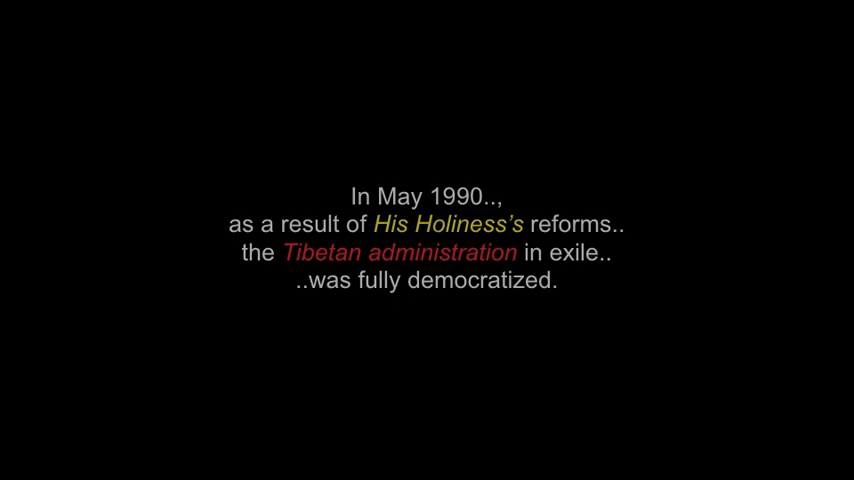 In May 1990..,
as a result of His Holiness’s reforms..
the Tibetan administration in exile..
..was fully democratized.